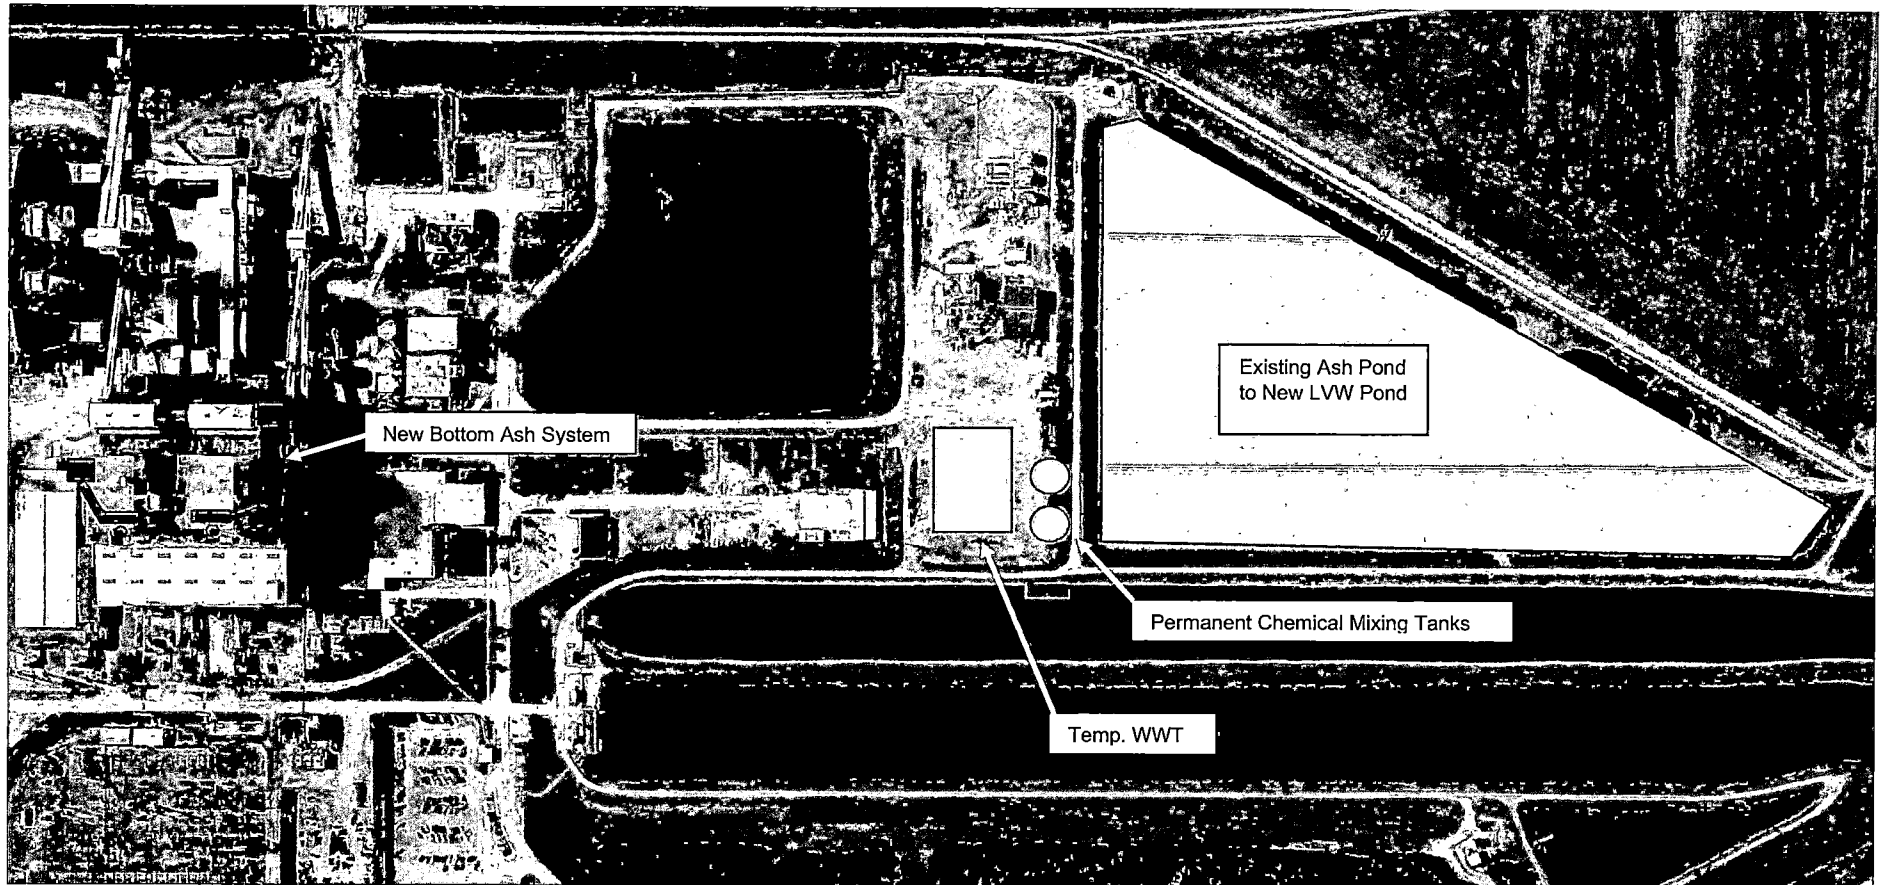 Existing Ash Pond
to New LVW Pond
New Bottom Ash System
Permanent Chemical Mixing Tanks
Temp. WWT